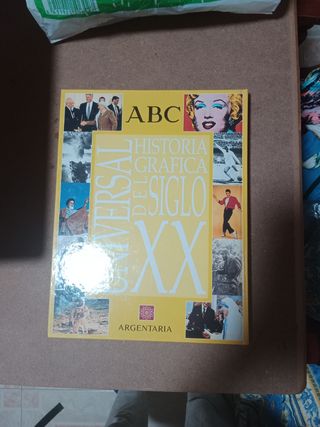 ABC
HISTORIA
GRAFICA
DEL SIGLO
XX
UNIVERSAL
ARGENTARIA